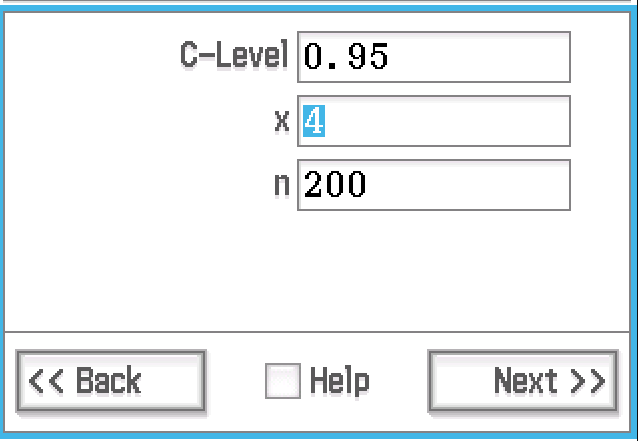 C-Level 0.95
x 4
n 200
<< Back Help Next >>